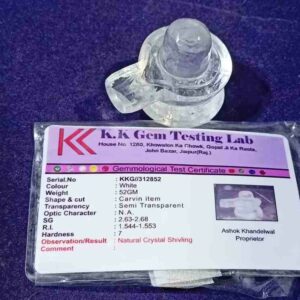 KK
K.K Gem Testing Lab
House No. 1260, Khowalon Ka Chowk, Gopal Ji Ka Rasta,
Johri Bazar, Jaipur(Raj.)
Gemmological Test Certificate
Serial.No : KKG//312852
Colour : White
Weight : 52GM
Shape & cut : Carvin item
Transparency : Semi Transparent
Optic Character : N.A.
SG : 2.63-2.68
R.I. : 1.544-1.553
Hardness : 7
Observation/Result : Natural Crystal Shivling
Comment :
Ashok Khandelwal
Proprietor